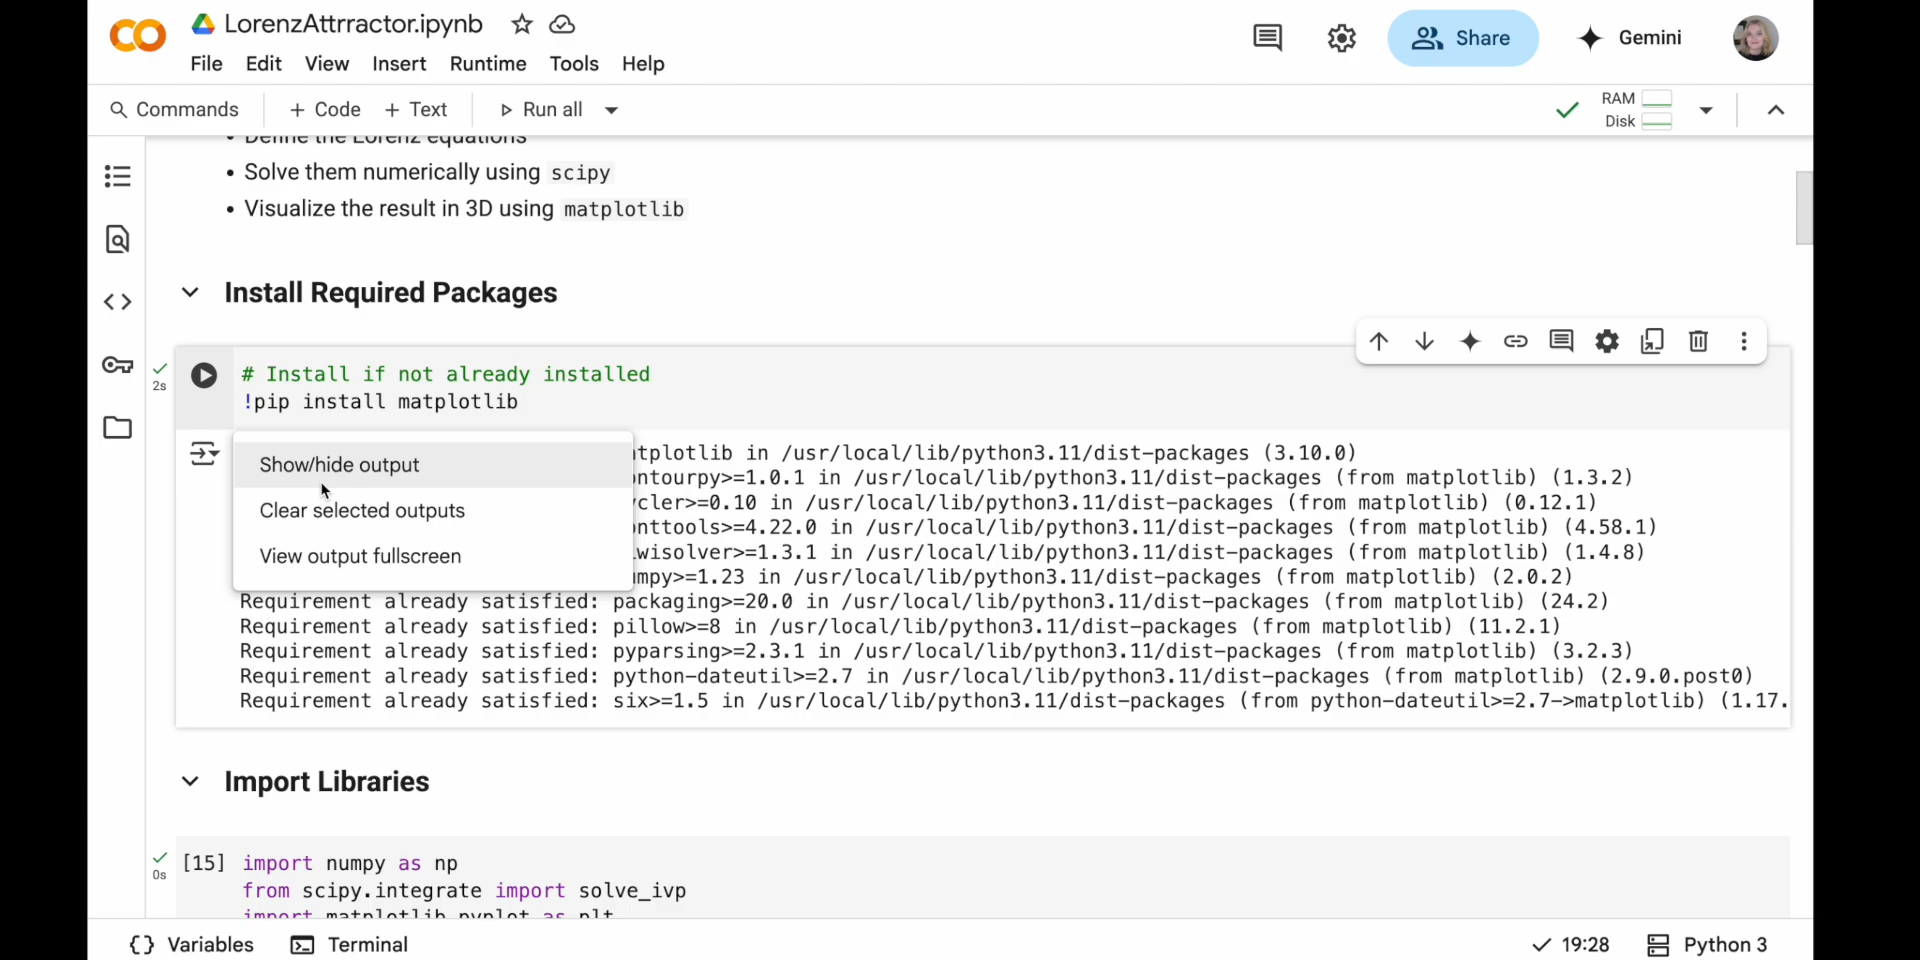 LorenzAttrractor.ipynb
File Edit View Insert Runtime Tools Help
Share
Gemini
Commands + Code + Text Run all
RAM
Disk
• Define the Lorenz equations
• Solve them numerically using scipy
• Visualize the result in 3D using matplotlib
Install Required Packages
2s
# Install if not already installed
!pip install matplotlib
Show/hide output
Clear selected outputs
View output fullscreen
tplotlib in /usr/local/lib/python3.11/dist-packages (3.10.0)
ontourpy>=1.0.1 in /usr/local/lib/python3.11/dist-packages (from matplotlib) (1.3.2)
cler>=0.10 in /usr/local/lib/python3.11/dist-packages (from matplotlib) (0.12.1)
onttools>=4.22.0 in /usr/local/lib/python3.11/dist-packages (from matplotlib) (4.58.1)
wisolver>=1.3.1 in /usr/local/lib/python3.11/dist-packages (from matplotlib) (1.4.8)
mpy>=1.23 in /usr/local/lib/python3.11/dist-packages (from matplotlib) (2.0.2)
Requirement already satisfied: packaging>=20.0 in /usr/local/lib/python3.11/dist-packages (from matplotlib) (24.2)
Requirement already satisfied: pillow>=8 in /usr/local/lib/python3.11/dist-packages (from matplotlib) (11.2.1)
Requirement already satisfied: pyparsing>=2.3.1 in /usr/local/lib/python3.11/dist-packages (from matplotlib) (3.2.3)
Requirement already satisfied: python-dateutil>=2.7 in /usr/local/lib/python3.11/dist-packages (from matplotlib) (2.9.0.post0)
Requirement already satisfied: six>=1.5 in /usr/local/lib/python3.11/dist-packages (from python-dateutil>=2.7->matplotlib) (1.17.
Import Libraries
0s
[15] import numpy as np
from scipy.integrate import solve_ivp
import matplotlib.pyplot as plt
Variables Terminal
19:28 Python 3